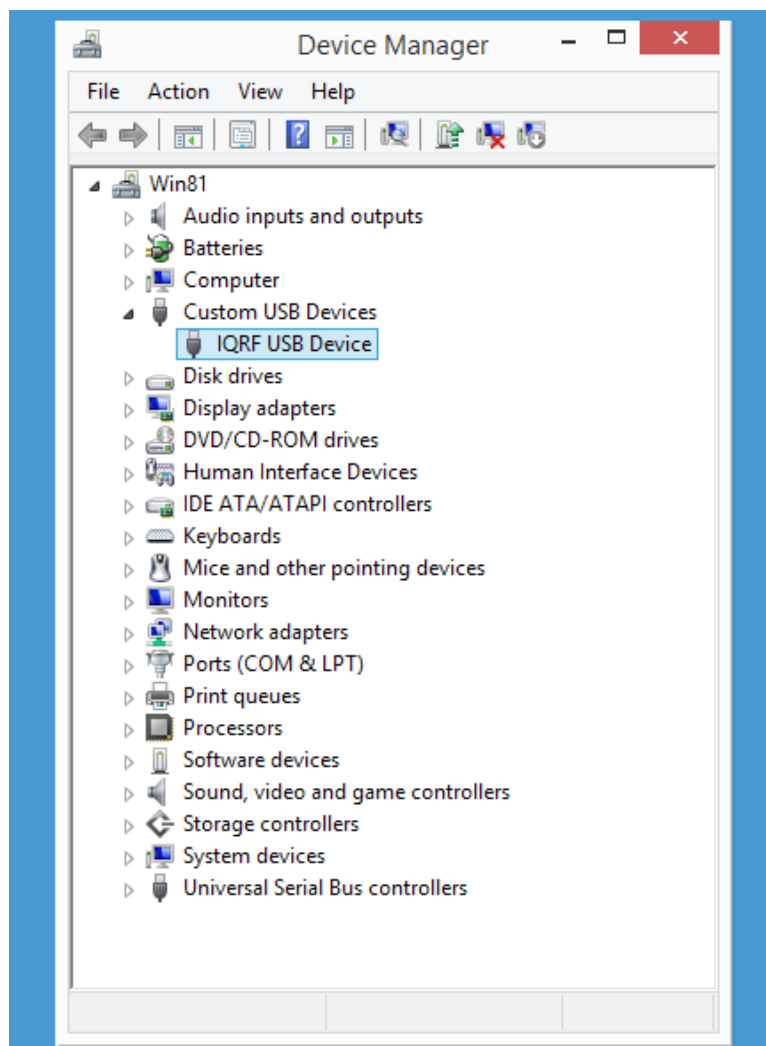 Device Manager
File Action View Help
Win81
Audio inputs and outputs
Batteries
Computer
Custom USB Devices
IQRF USB Device
Disk drives
Display adapters
DVD/CD-ROM drives
Human Interface Devices
IDE ATA/ATAPI controllers
Keyboards
Mice and other pointing devices
Monitors
Network adapters
Ports (COM & LPT)
Print queues
Processors
Software devices
Sound, video and game controllers
Storage controllers
System devices
Universal Serial Bus controllers